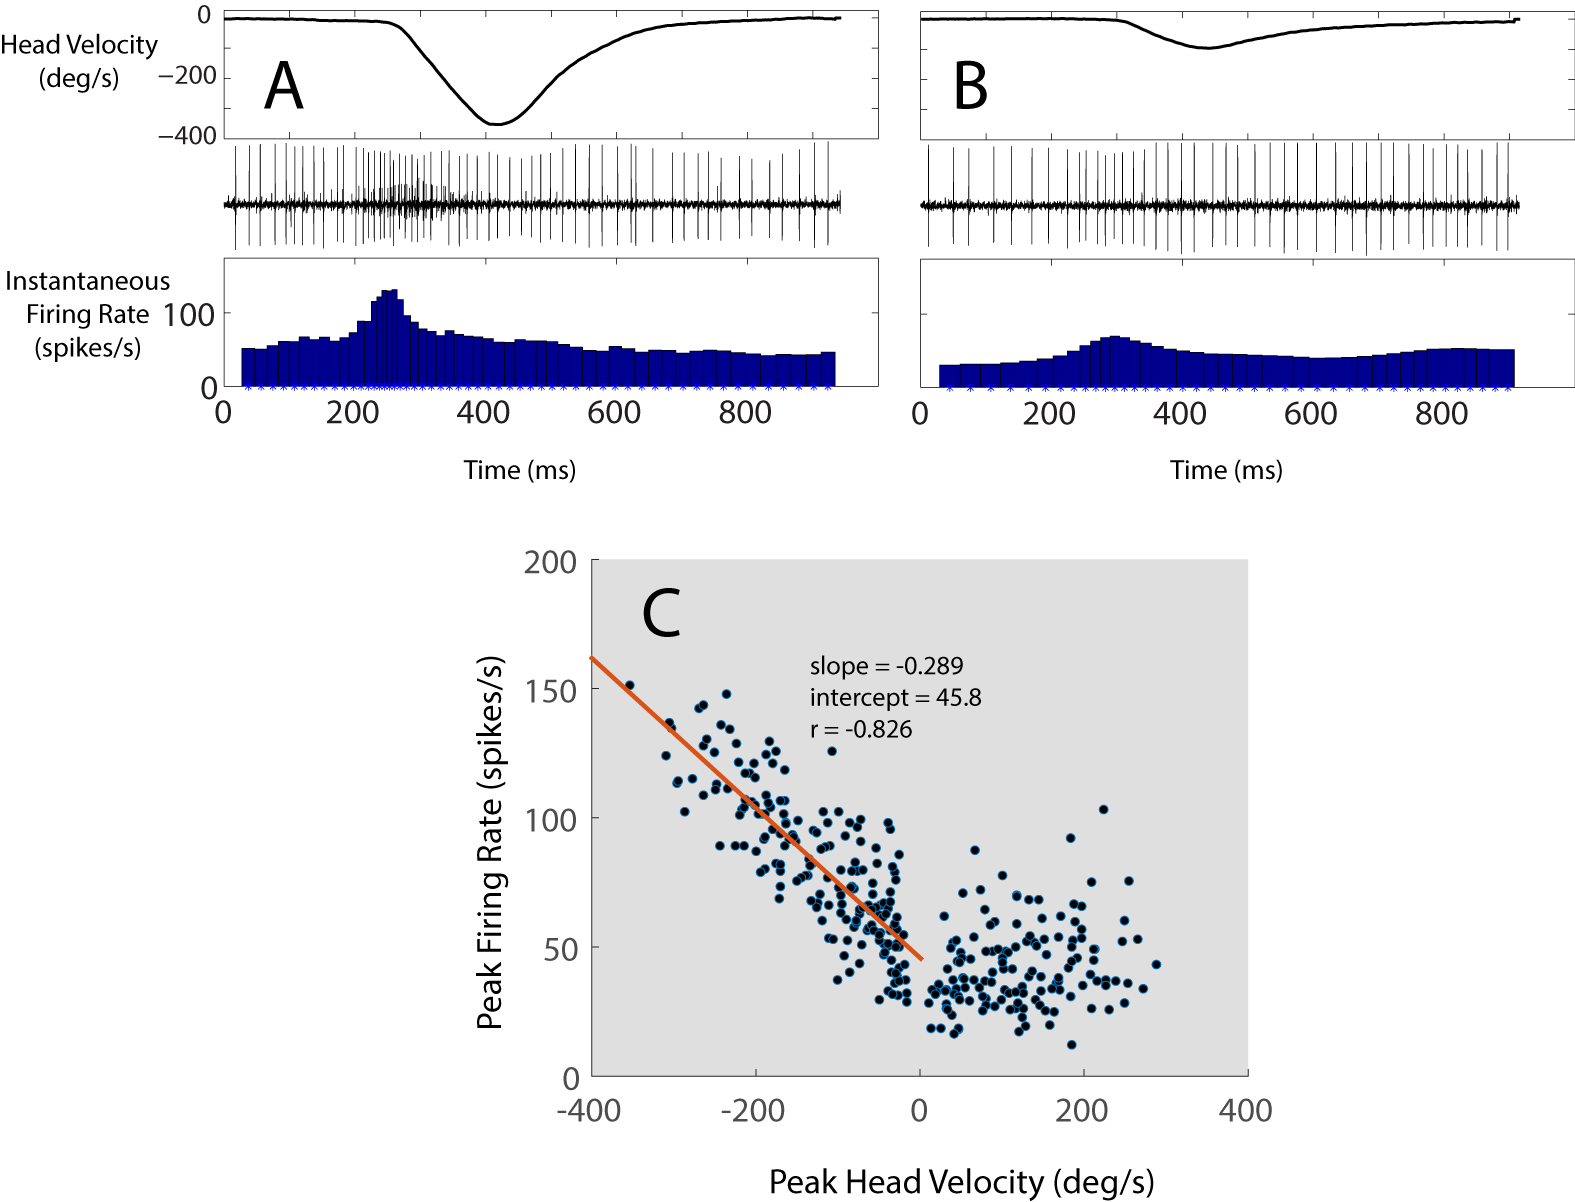 0
Head Velocity
(deg/s)
−200
−400
A
B
Instantaneous
Firing Rate
(spikes/s)
100
0
0 200 400 600 800
0 200 400 600 800
Time (ms)
Time (ms)
200
C
slope = -0.289
intercept = 45.8
r = -0.826
150
100
50
0
Peak Firing Rate (spikes/s)
-400 -200 0 200 400
Peak Head Velocity (deg/s)